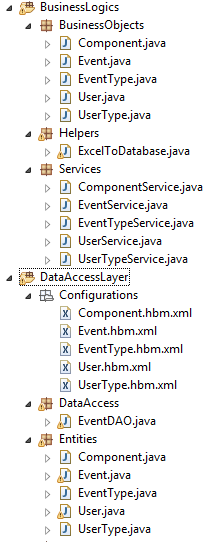 BusinessLogics
BusinessObjects
Component.java
Event.java
EventType.java
User.java
UserType.java
Helpers
ExcelToDatabase.java
Services
ComponentService.java
EventService.java
EventTypeService.java
UserService.java
UserTypeService.java
DataAccessLayer
Configurations
Component.hbm.xml
Event.hbm.xml
EventType.hbm.xml
User.hbm.xml
UserType.hbm.xml
DataAccess
EventDAO.java
Entities
Component.java
Event.java
EventType.java
User.java
UserType.java